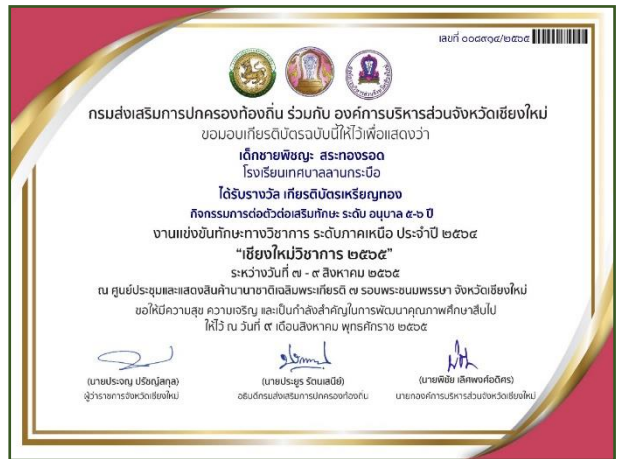 เลขที่ ๐๐๘๙๑๔/๒๕๖๕
กรมส่งเสริมการปกครองท้องถิ่น ร่วมกับ องค์การบริหารส่วนจังหวัดเชียงใหม่
ขอมอบเกียรติบัตรฉบับนี้ให้ไว้เพื่อแสดงว่า
เด็กชายพิชญะ สระทองรอด
โรงเรียนเทศบาลลานกระบือ
ได้รับรางวัล เกียรติบัตรเหรียญทอง
กิจกรรมการต่อตัวต่อเสริมทักษะ ระดับ อนุบาล ๕-๖ ปี
งานแข่งขันทักษะทางวิชาการ ระดับภาคเหนือ ประจำปี ๒๕๖๔
“เชียงใหม่วิชาการ ๒๕๖๕”
ระหว่างวันที่ ๗ - ๙ สิงหาคม ๒๕๖๕
ณ ศูนย์ประชุมและแสดงสินค้านานาชาติเฉลิมพระเกียรติ ๗ รอบพระชนมพรรษา จังหวัดเชียงใหม่
ขอให้มีความสุข ความเจริญ และเป็นกำลังสำคัญในการพัฒนาคุณภาพศึกษาสืบไป
ให้ไว้ ณ วันที่ ๙ เดือนสิงหาคม พุทธศักราช ๒๕๖๕
(นายประจญ ปรัชญ์สกุล)
ผู้ว่าราชการจังหวัดเชียงใหม่
(นายประยูร รัตนเสนีย์)
อธิบดีกรมส่งเสริมการปกครองท้องถิ่น
(นายพิชัย เลิศพงศ์อดิศร)
นายกองค์การบริหารส่วนจังหวัดเชียงใหม่